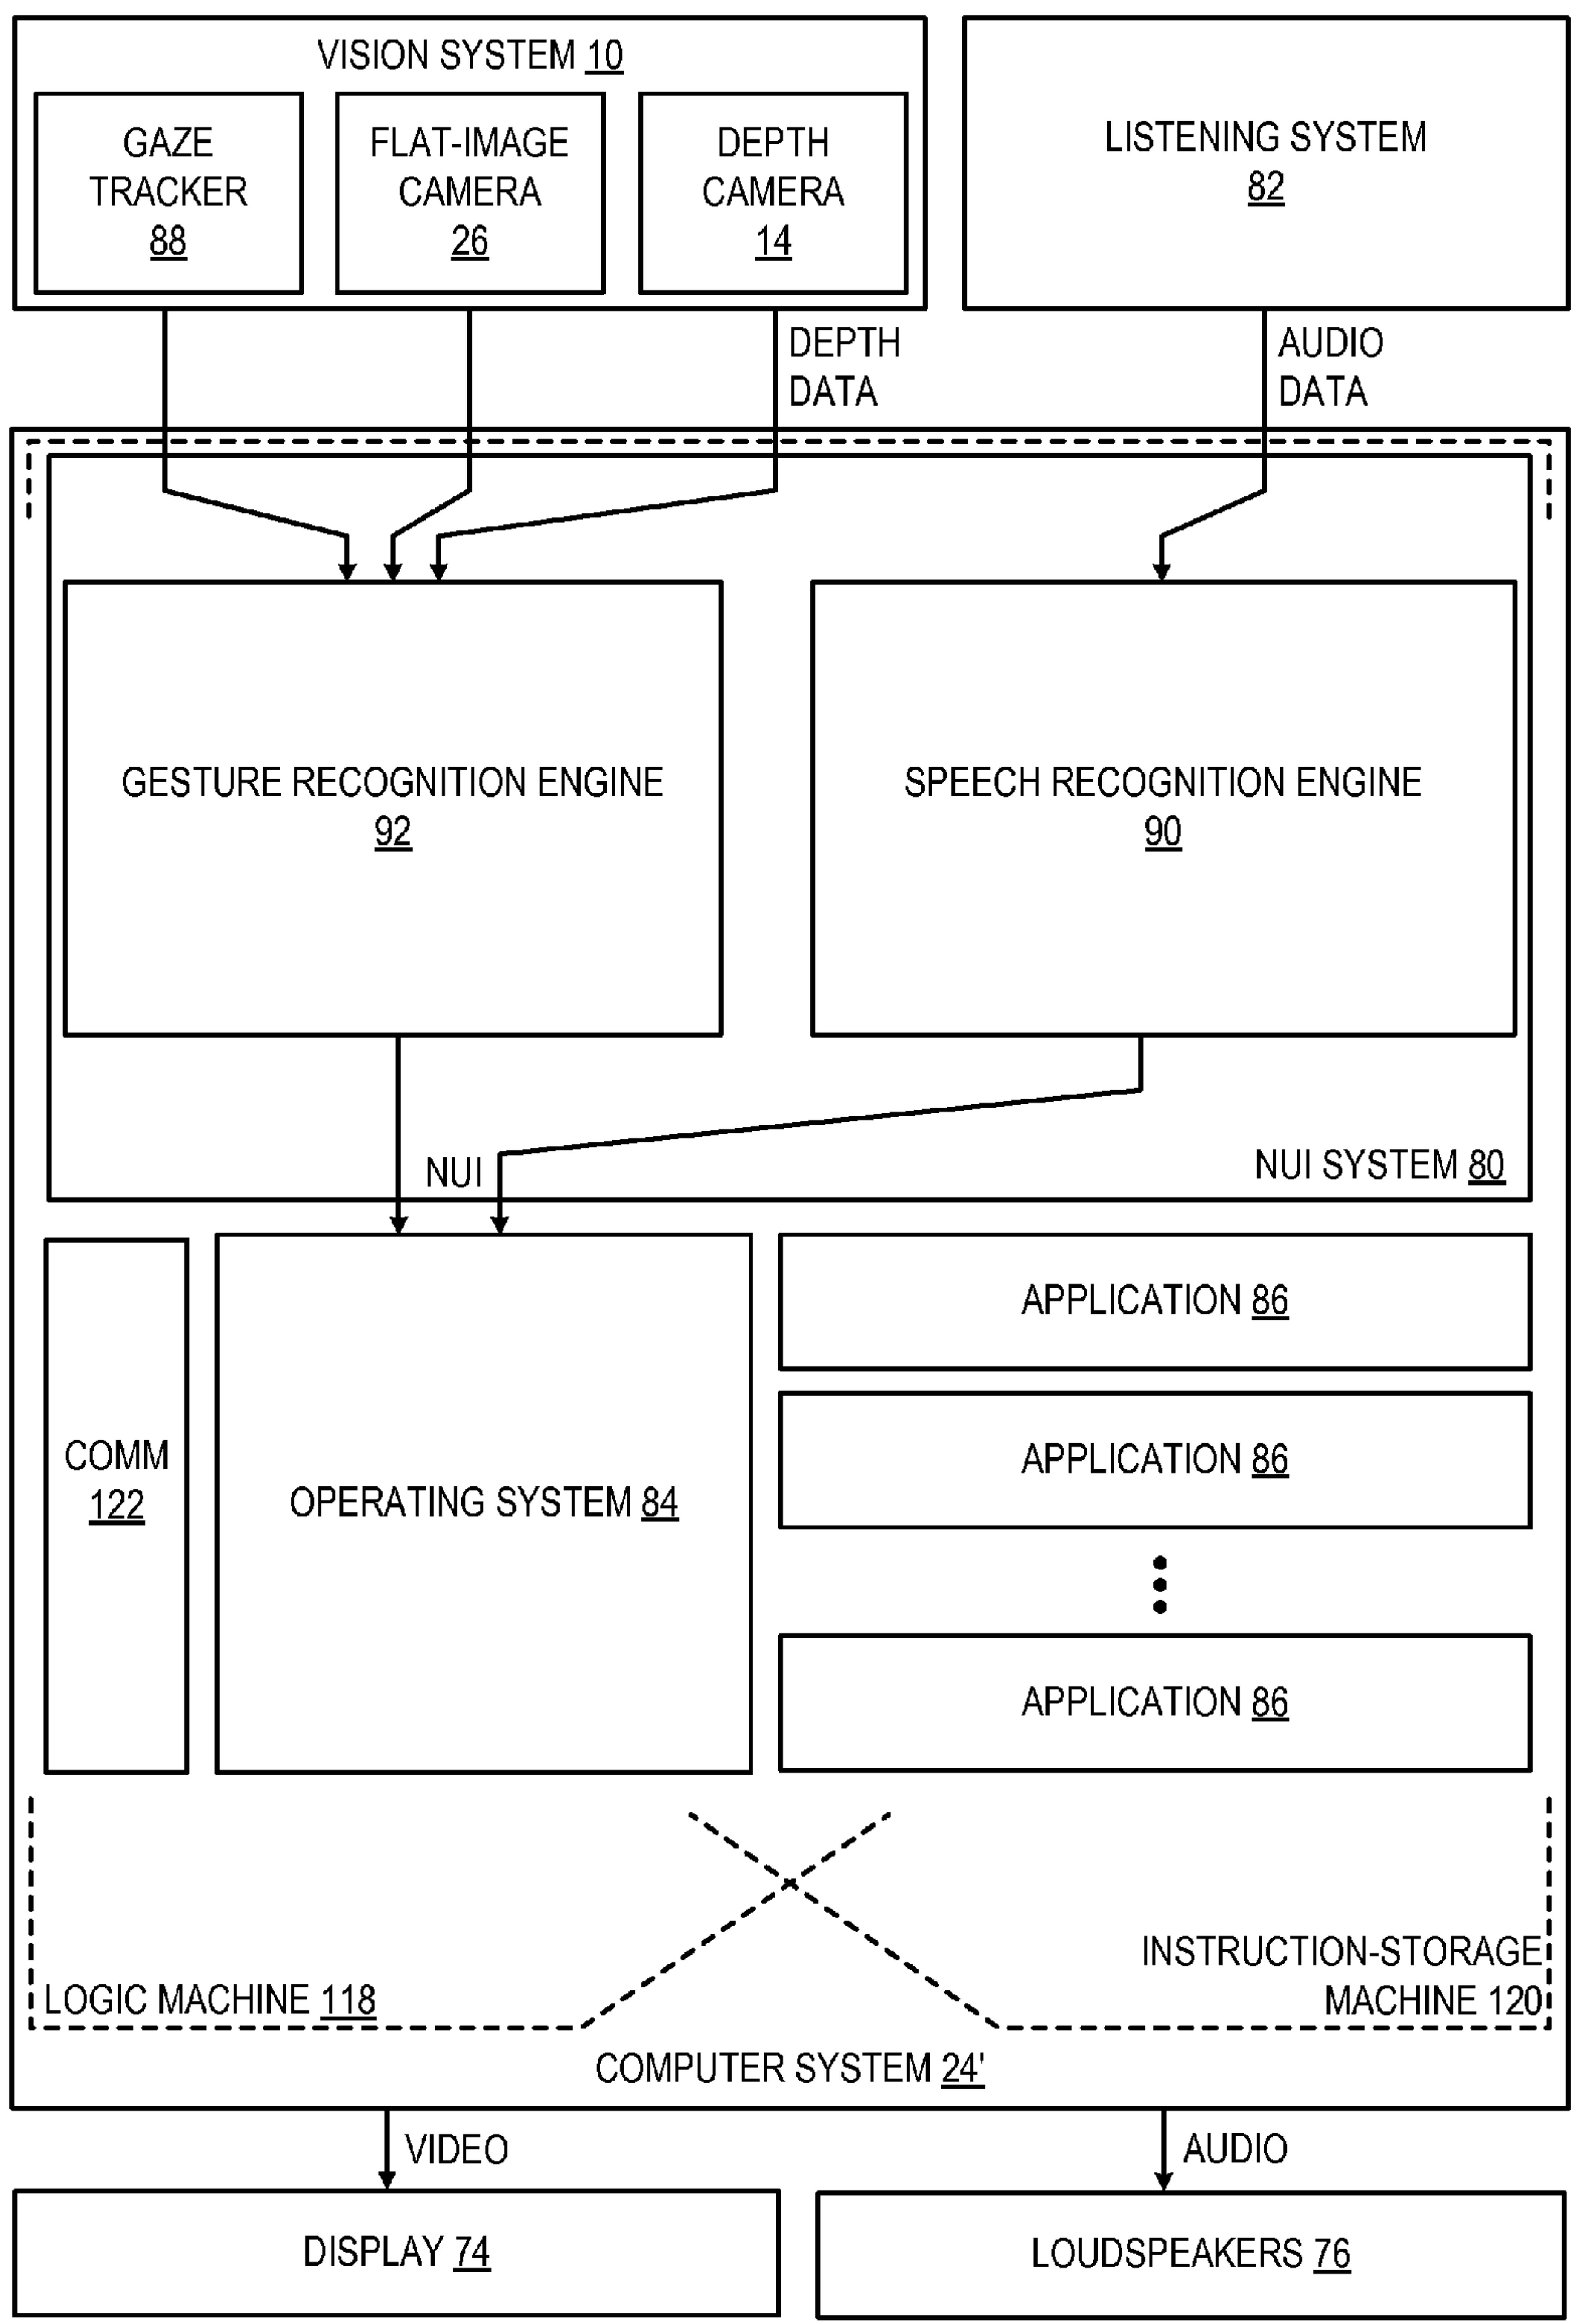 VISION SYSTEM 10
GAZE
TRACKER
88
FLAT-IMAGE
CAMERA
26
DEPTH
CAMERA
14
LISTENING SYSTEM
82
DEPTH
DATA
AUDIO
DATA
GESTURE RECOGNITION ENGINE
92
SPEECH RECOGNITION ENGINE
90
NUI
NUI SYSTEM 80
COMM
122
OPERATING SYSTEM 84
APPLICATION 86
APPLICATION 86
APPLICATION 86
LOGIC MACHINE 118
INSTRUCTION-STORAGE
MACHINE 120
COMPUTER SYSTEM 24'
VIDEO
AUDIO
DISPLAY 74
LOUDSPEAKERS 76